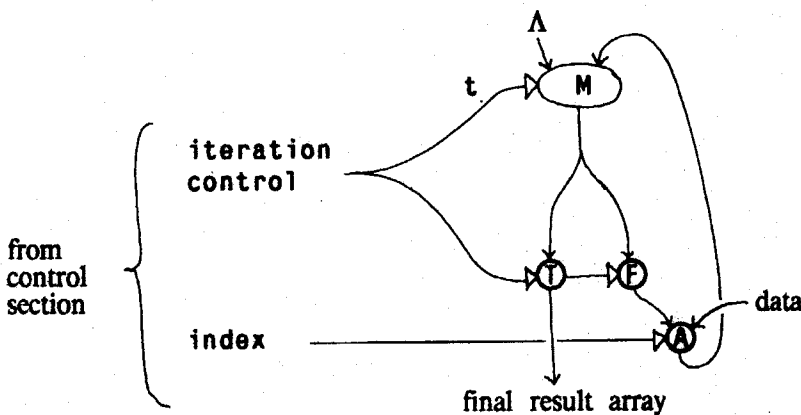 Λ
M
t
iteration
control
from
control
section
T
F
data
index
A
final result array